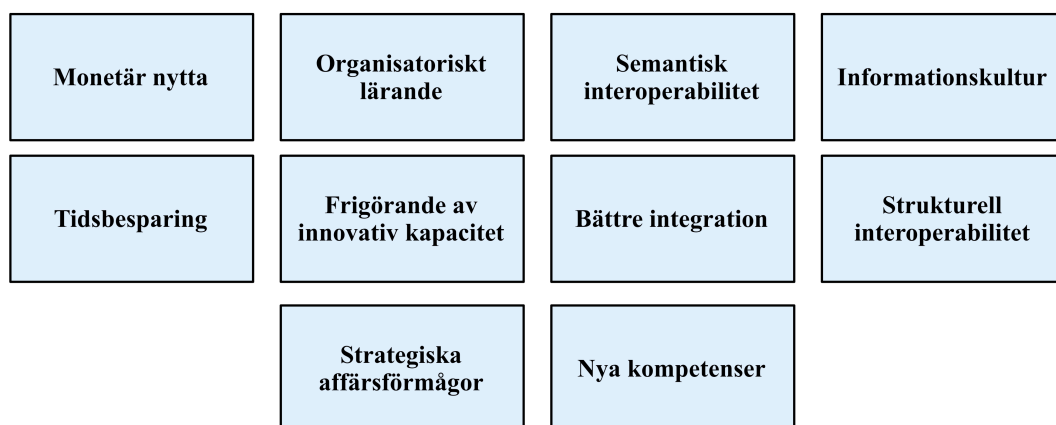 Monetär nytta
Organisatoriskt
lärande
Semantisk
interoperabilitet
Informationskultur
Tidsbesparing
Frigörande av
innovativ kapacitet
Bättre integration
Strukturell
interoperabilitet
Strategiska
affärsförmågor
Nya kompetenser